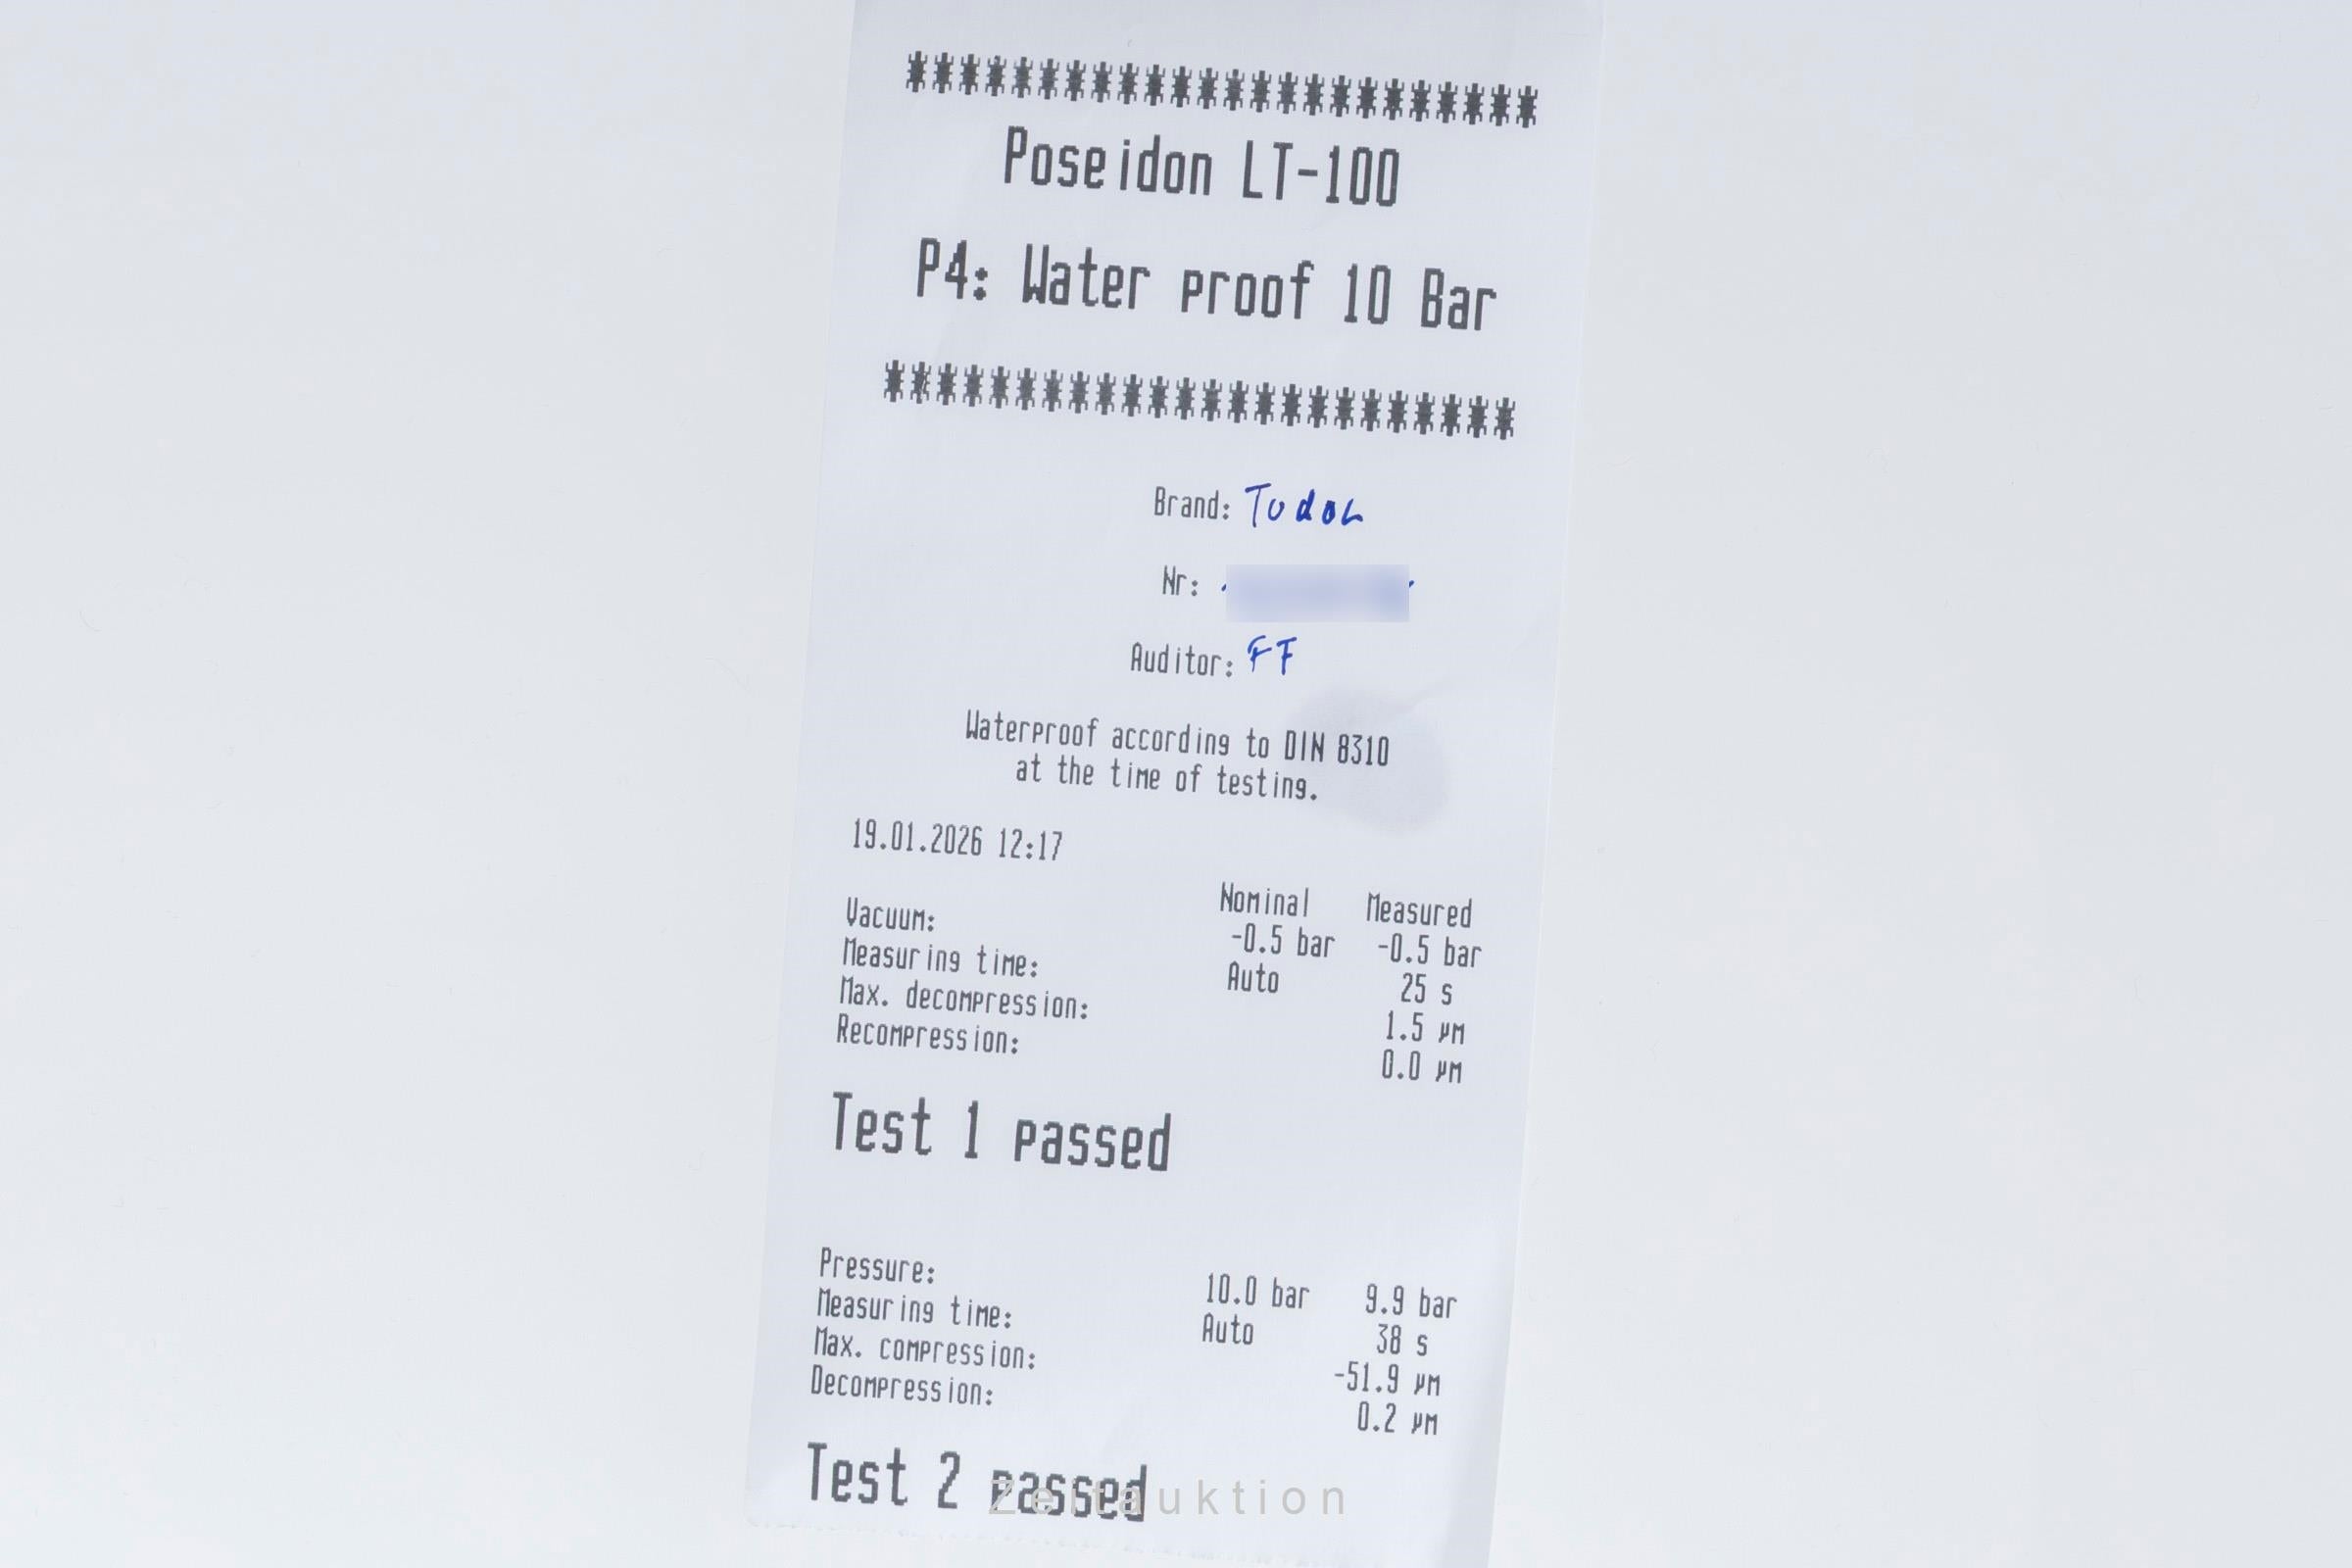 ************************
Poseidon LT-100
P4: Water proof 10 Bar
************************
Brand: Tudor
Nr:
Auditor: FF
Waterproof according to DIN 8310
at the time of testing.
19.01.2026 12:17
Nominal Measured
Vacuum: -0.5 bar -0.5 bar
Measuring time: Auto 25 s
Max. decompression: 1.5 µm
Recompression: 0.0 µm
Test 1 passed
Pressure: 10.0 bar 9.9 bar
Measuring time: Auto 38 s
Max. compression: -51.9 µm
Decompression: 0.2 µm
Test 2 passed
Zeitauktion